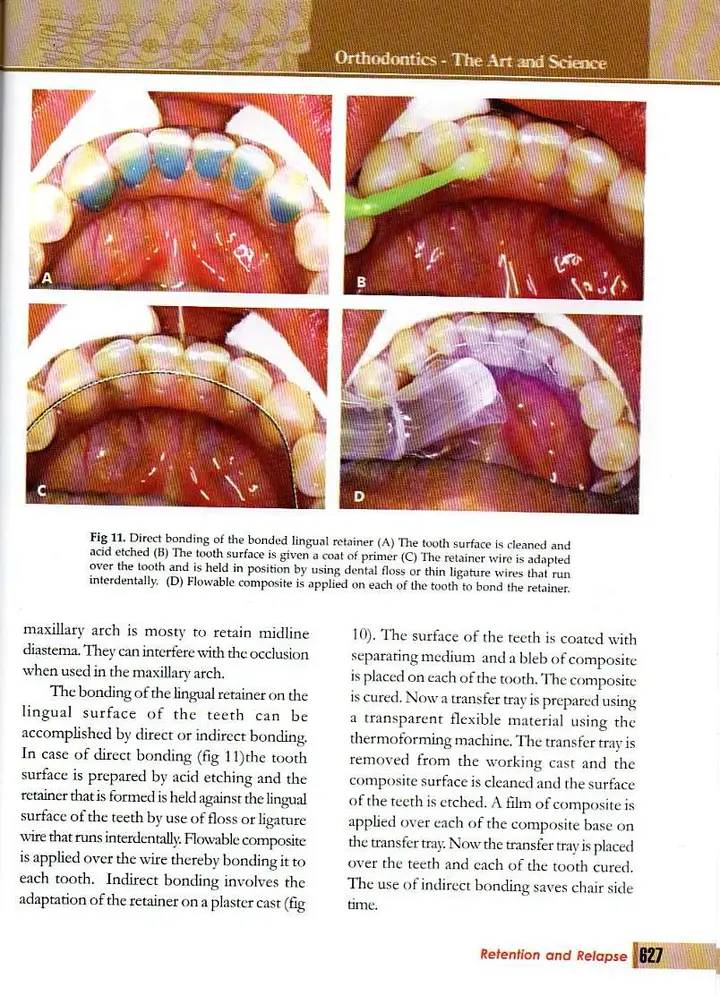 Orthodontics - The Art and Science
A
B
C
D
Fig 11. Direct bonding of the bonded lingual retainer (A) The tooth surface is cleaned and
acid etched (B) The tooth surface is given a coat of primer (C) The retainer wire is adapted
over the tooth and is held in position by using dental floss or thin ligature wires that run
interdentally. (D) Flowable composite is applied on each of the tooth to bond the retainer.
maxillary arch is mosty to retain midline
diastema. They can interfere with the occlusion
when used in the maxillary arch.
The bonding of the lingual retainer on the
lingual surface of the teeth can be
accomplished by direct or indirect bonding.
In case of direct bonding (fig 11)the tooth
surface is prepared by acid etching and the
retainer that is formed is held against the lingual
surface of the teeth by use of floss or ligature
wire that runs interdentally. Flowable composite
is applied over the wire thereby bonding it to
each tooth. Indirect bonding involves the
adaptation of the retainer on a plaster cast (fig
10). The surface of the teeth is coated with
separating medium and a bleb of composite
is placed on each of the tooth. The composite
is cured. Now a transfer tray is prepared using
a transparent flexible material using the
thermoforming machine. The transfer tray is
removed from the working cast and the
composite surface is cleaned and the surface
of the teeth is etched. A film of composite is
applied over each of the composite base on
the transfer tray. Now the transfer tray is placed
over the teeth and each of the tooth cured.
The use of indirect bonding saves chair side
time.
Retention and Relapse 627